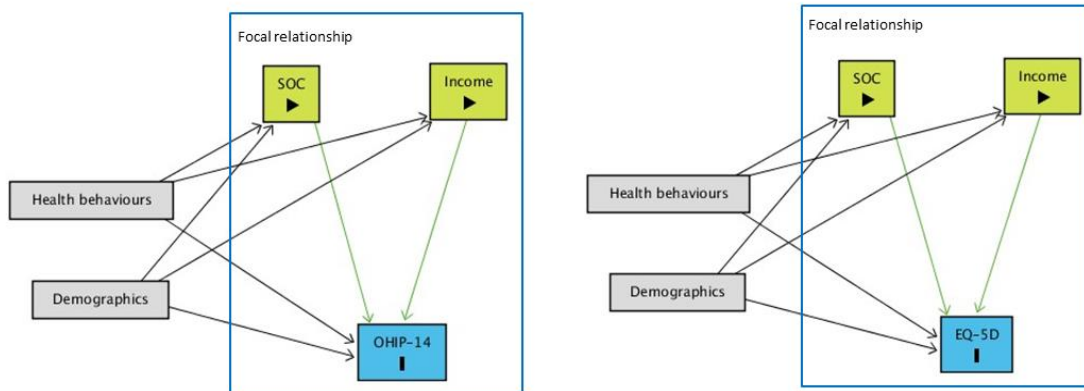 Focal relationship
SOC
Income
Health behaviours
Demographics
OHIP-14
Focal relationship
SOC
Income
Health behaviours
Demographics
EQ-5D